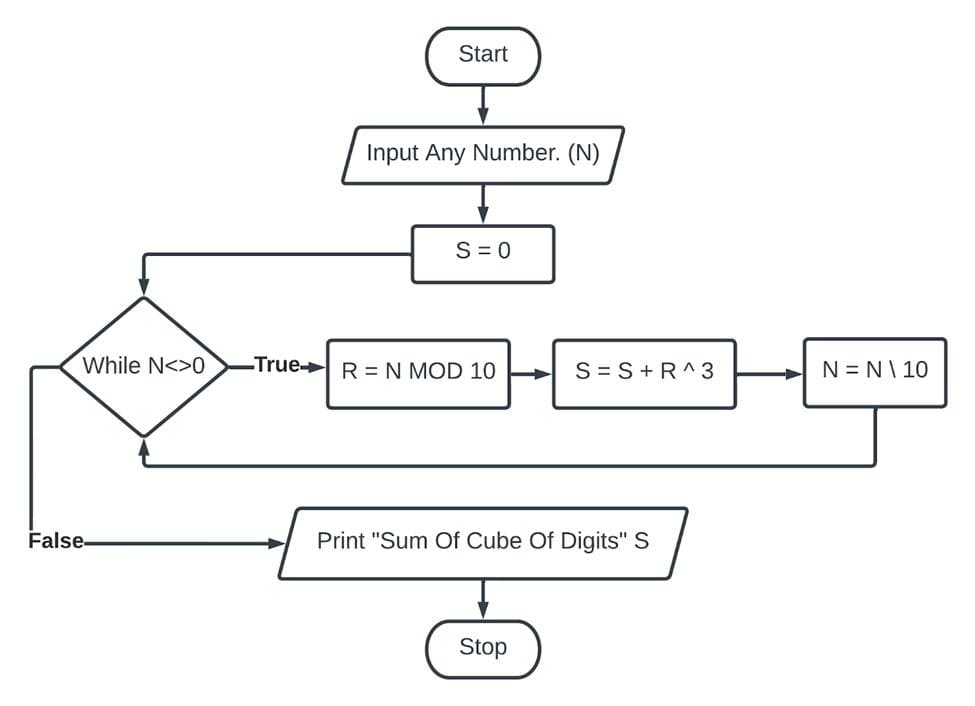 Start
Input Any Number. (N)
S = 0
While N<>0
True
R = N MOD 10
S = S + R ^ 3
N = N \ 10
False
Print "Sum Of Cube Of Digits" S
Stop